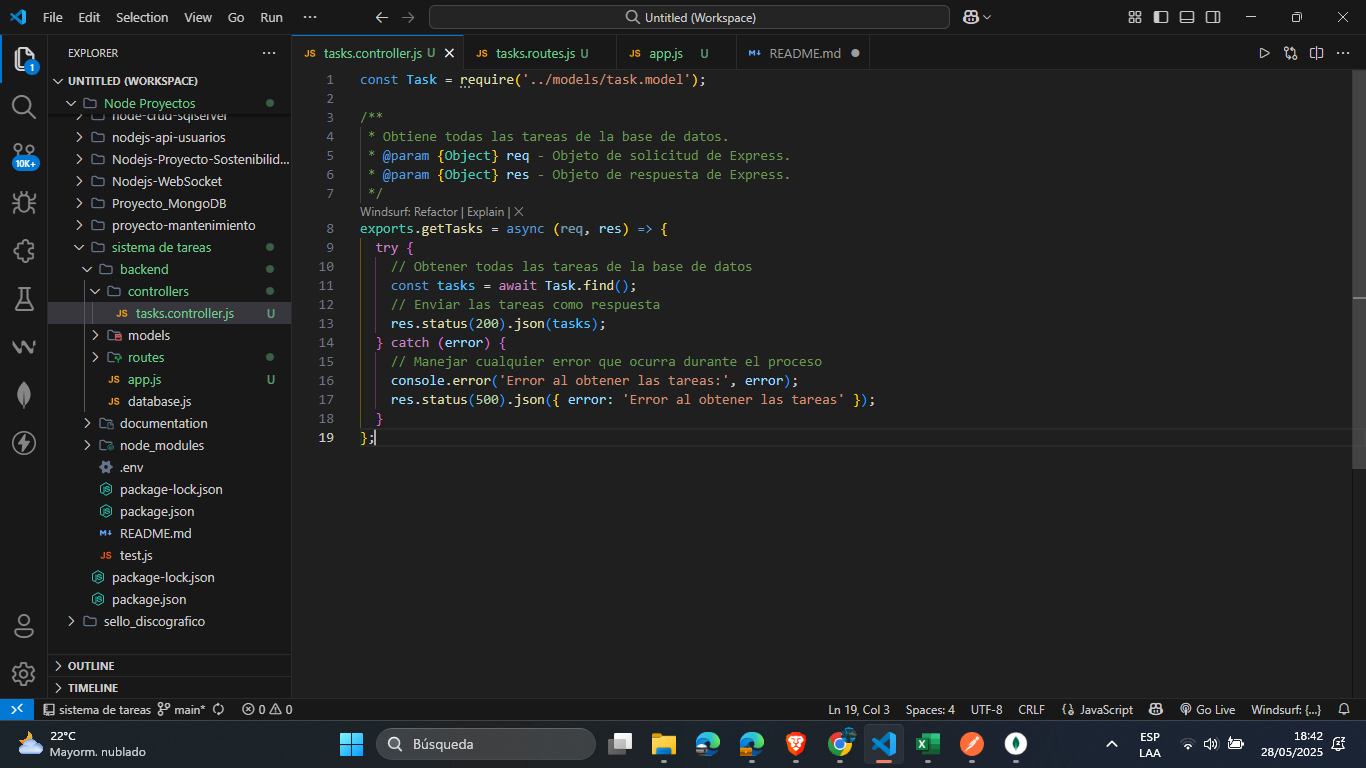 File Edit Selection View Go Run ··· Untitled (Workspace)
EXPLORER ···
UNTITLED (WORKSPACE)
Node Proyectos
node-crud-sqlserver
nodejs-api-usuarios
Nodejs-Proyecto-Sostenibilid...
Nodejs-WebSocket
Proyecto_MongoDB
proyecto-mantenimiento
sistema de tareas
backend
controllers
JS tasks.controller.js U
models
routes
JS app.js U
JS database.js
documentation
node_modules
.env
package-lock.json
package.json
README.md
JS test.js
package-lock.json
package.json
sello_discografico
OUTLINE
TIMELINE
1
10K+
JS tasks.controller.js U JS tasks.routes.js U JS app.js U README.md
1 const Task = require('../models/task.model');
2
3 /**
4 * Obtiene todas las tareas de la base de datos.
5 * @param {Object} req - Objeto de solicitud de Express.
6 * @param {Object} res - Objeto de respuesta de Express.
7 */
Windsurf: Refactor | Explain | X
8 exports.getTasks = async (req, res) => {
9 try {
10 // Obtener todas las tareas de la base de datos
11 const tasks = await Task.find();
12 // Enviar las tareas como respuesta
13 res.status(200).json(tasks);
14 } catch (error) {
15 // Manejar cualquier error que ocurra durante el proceso
16 console.error('Error al obtener las tareas:', error);
17 res.status(500).json({ error: 'Error al obtener las tareas' });
18 }
19 };
sistema de tareas main* 0 0 Ln 19, Col 3 Spaces: 4 UTF-8 CRLF {} JavaScript Go Live Windsurf: {...}
22°C
Mayorm. nublado
Búsqueda
ESP
LAA
18:42
28/05/2025